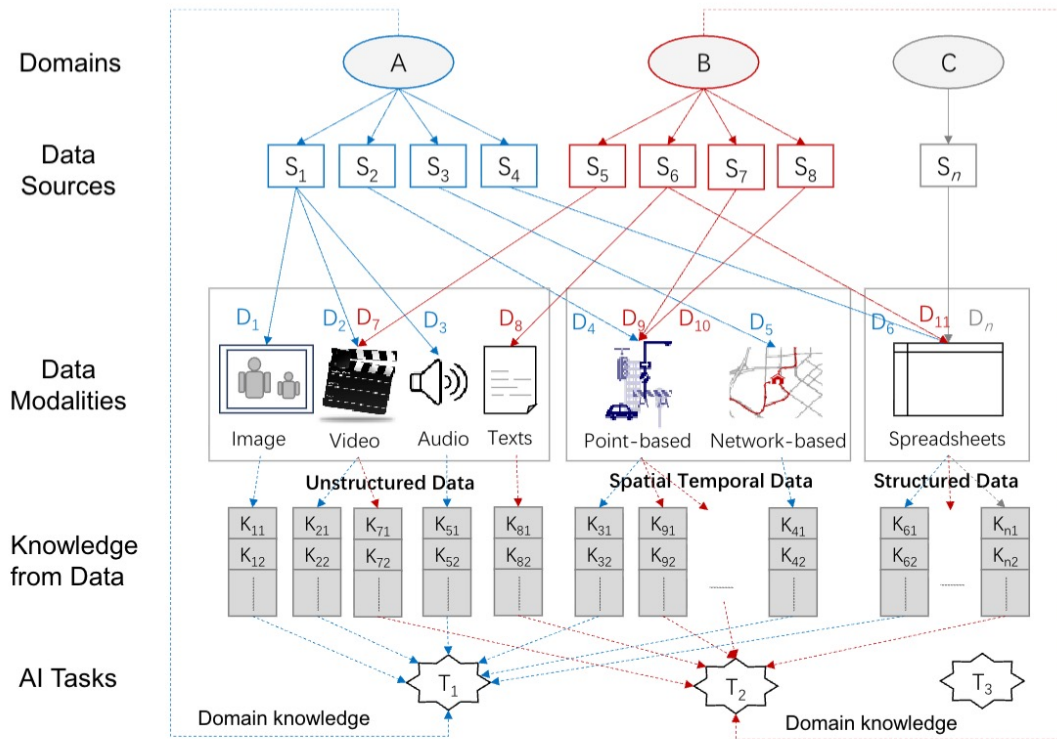 Domains
A
B
C
Data
Sources
S1
S2
S3
S4
S5
S6
S7
S8
Sn
Data
Modalities
D1
D2
D7
D3
D8
D4
D9
D10
D5
D6
D11
Dn
Image
Video
Audio
Texts
Point-based
Network-based
Spreadsheets
Unstructured Data
Spatial Temporal Data
Structured Data
Knowledge
from Data
K11
K21
K71
K51
K81
K31
K91
K41
K61
Kn1
K12
K22
K72
K52
K82
K32
K92
K42
K62
Kn2
AI Tasks
T1
T2
T3
Domain knowledge
Domain knowledge